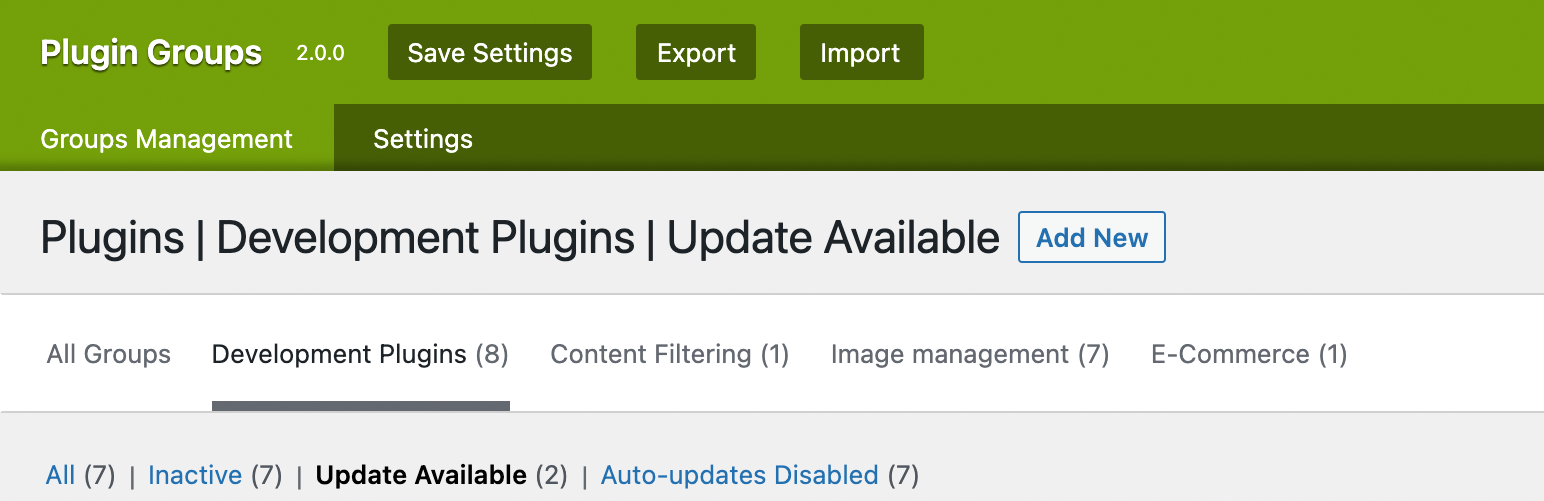 Plugin Groups 2.0.0 Save Settings Export Import
Groups Management Settings
Plugins | Development Plugins | Update Available Add New
All Groups Development Plugins (8) Content Filtering (1) Image management (7) E-Commerce (1)
All (7) | Inactive (7) | Update Available (2) | Auto-updates Disabled (7)